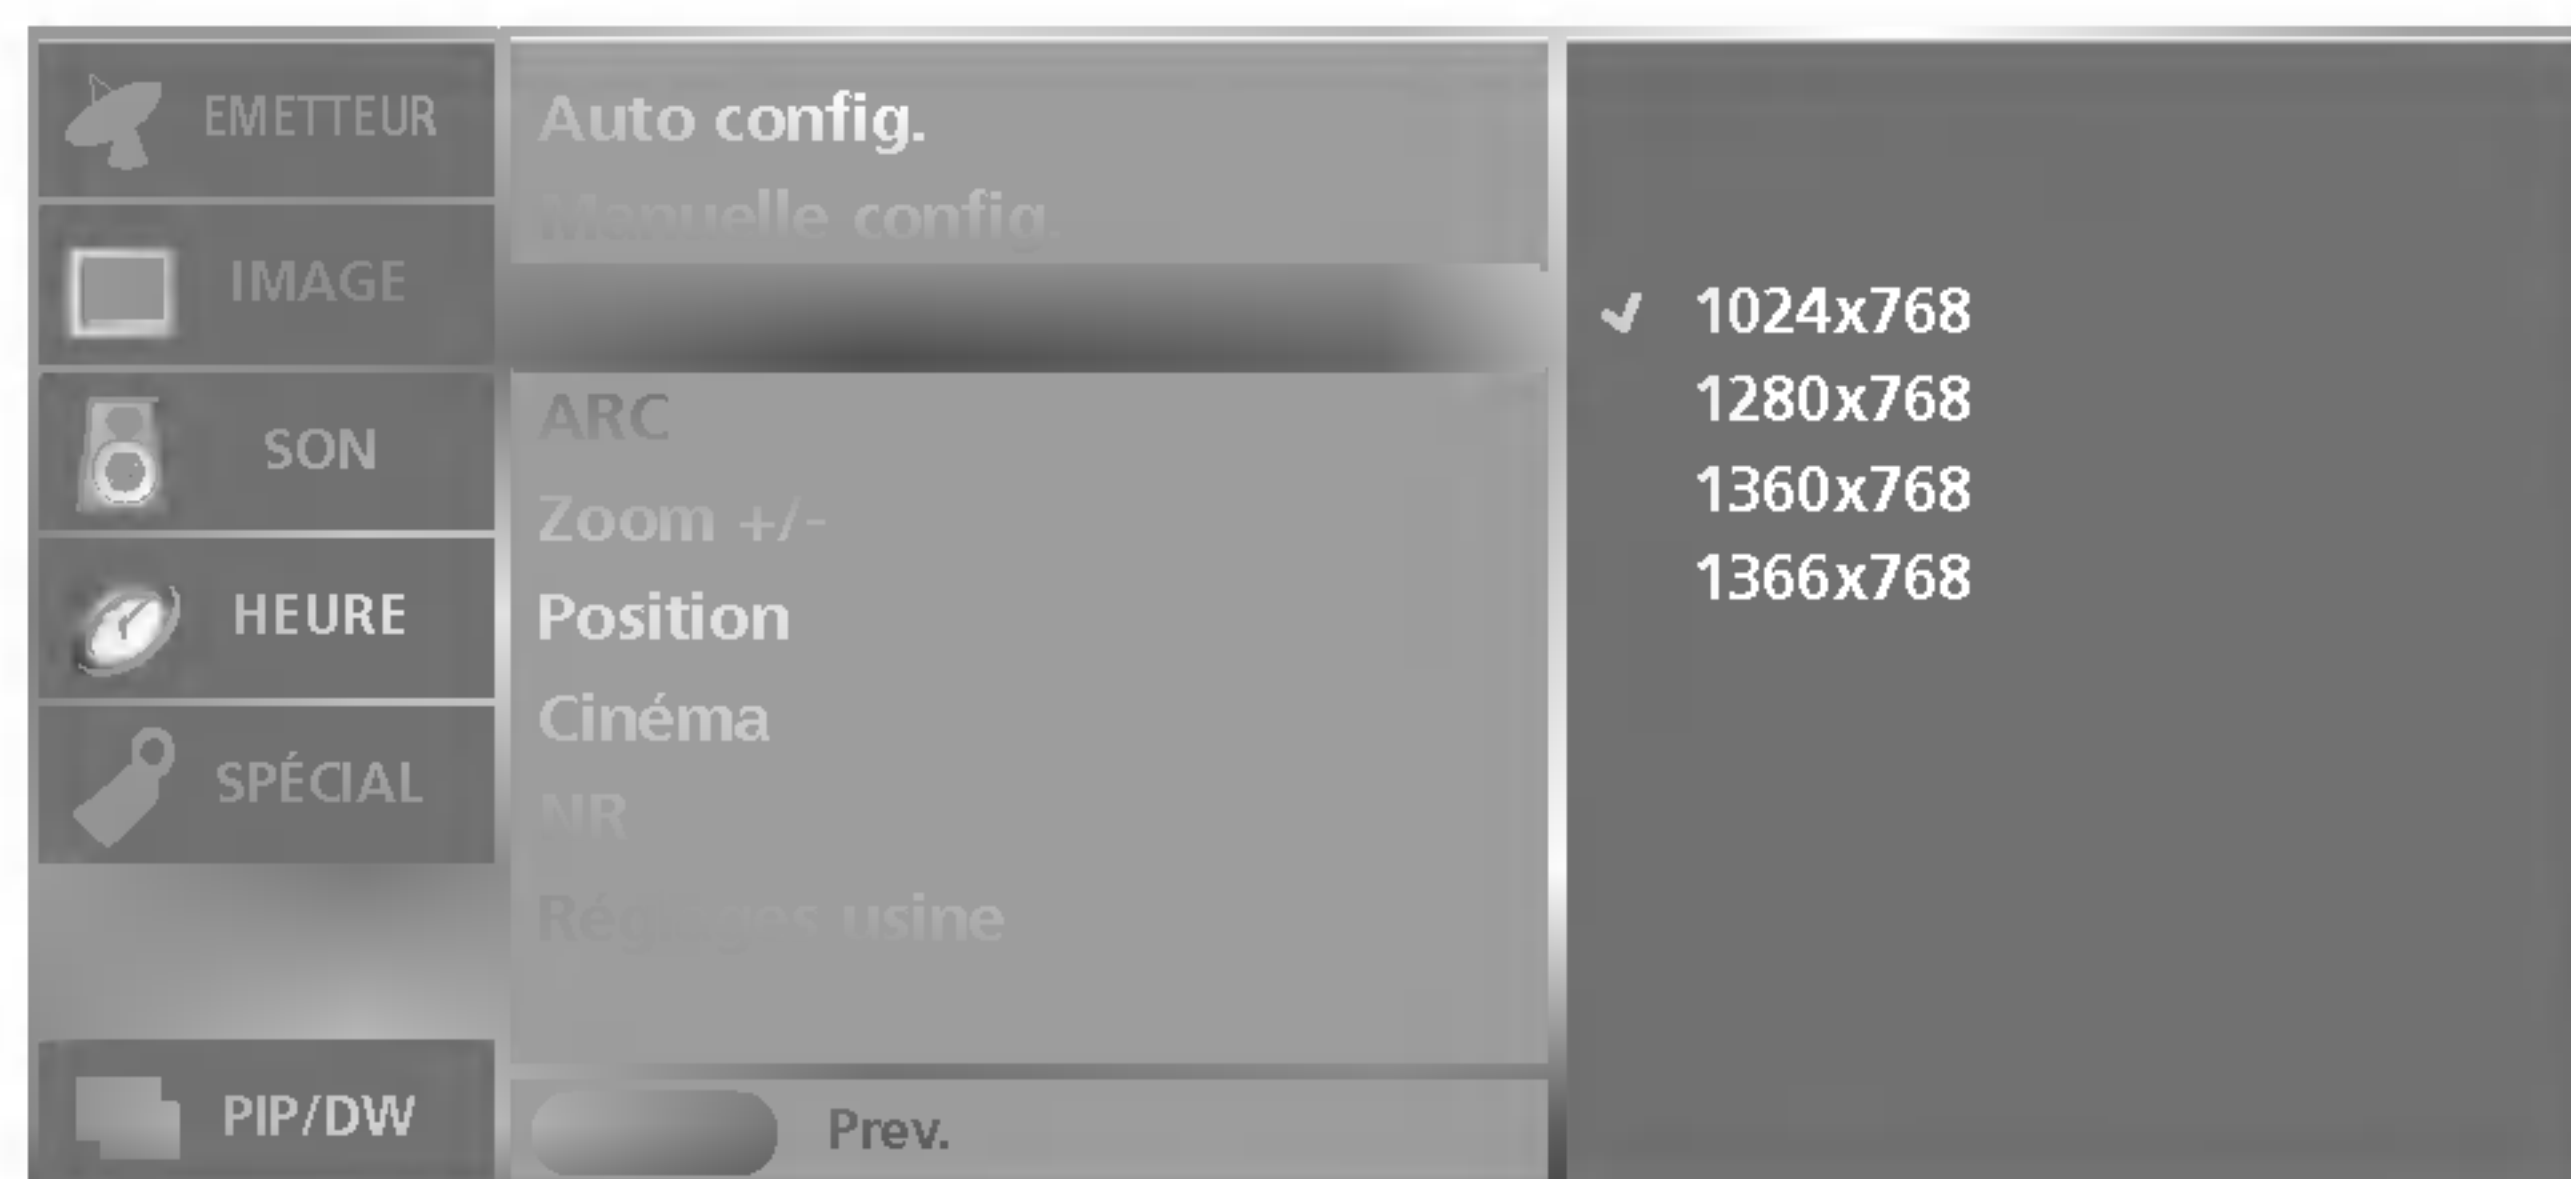 EMETTEUR
IMAGE
SON
HEURE
SPÉCIAL
PIP/DW
Auto config.
Manuelle config.
ARC
Zoom +/-
Position
Cinéma
NR
Réglages usine
Prev.
1024x768
1280x768
1360x768
1366x768